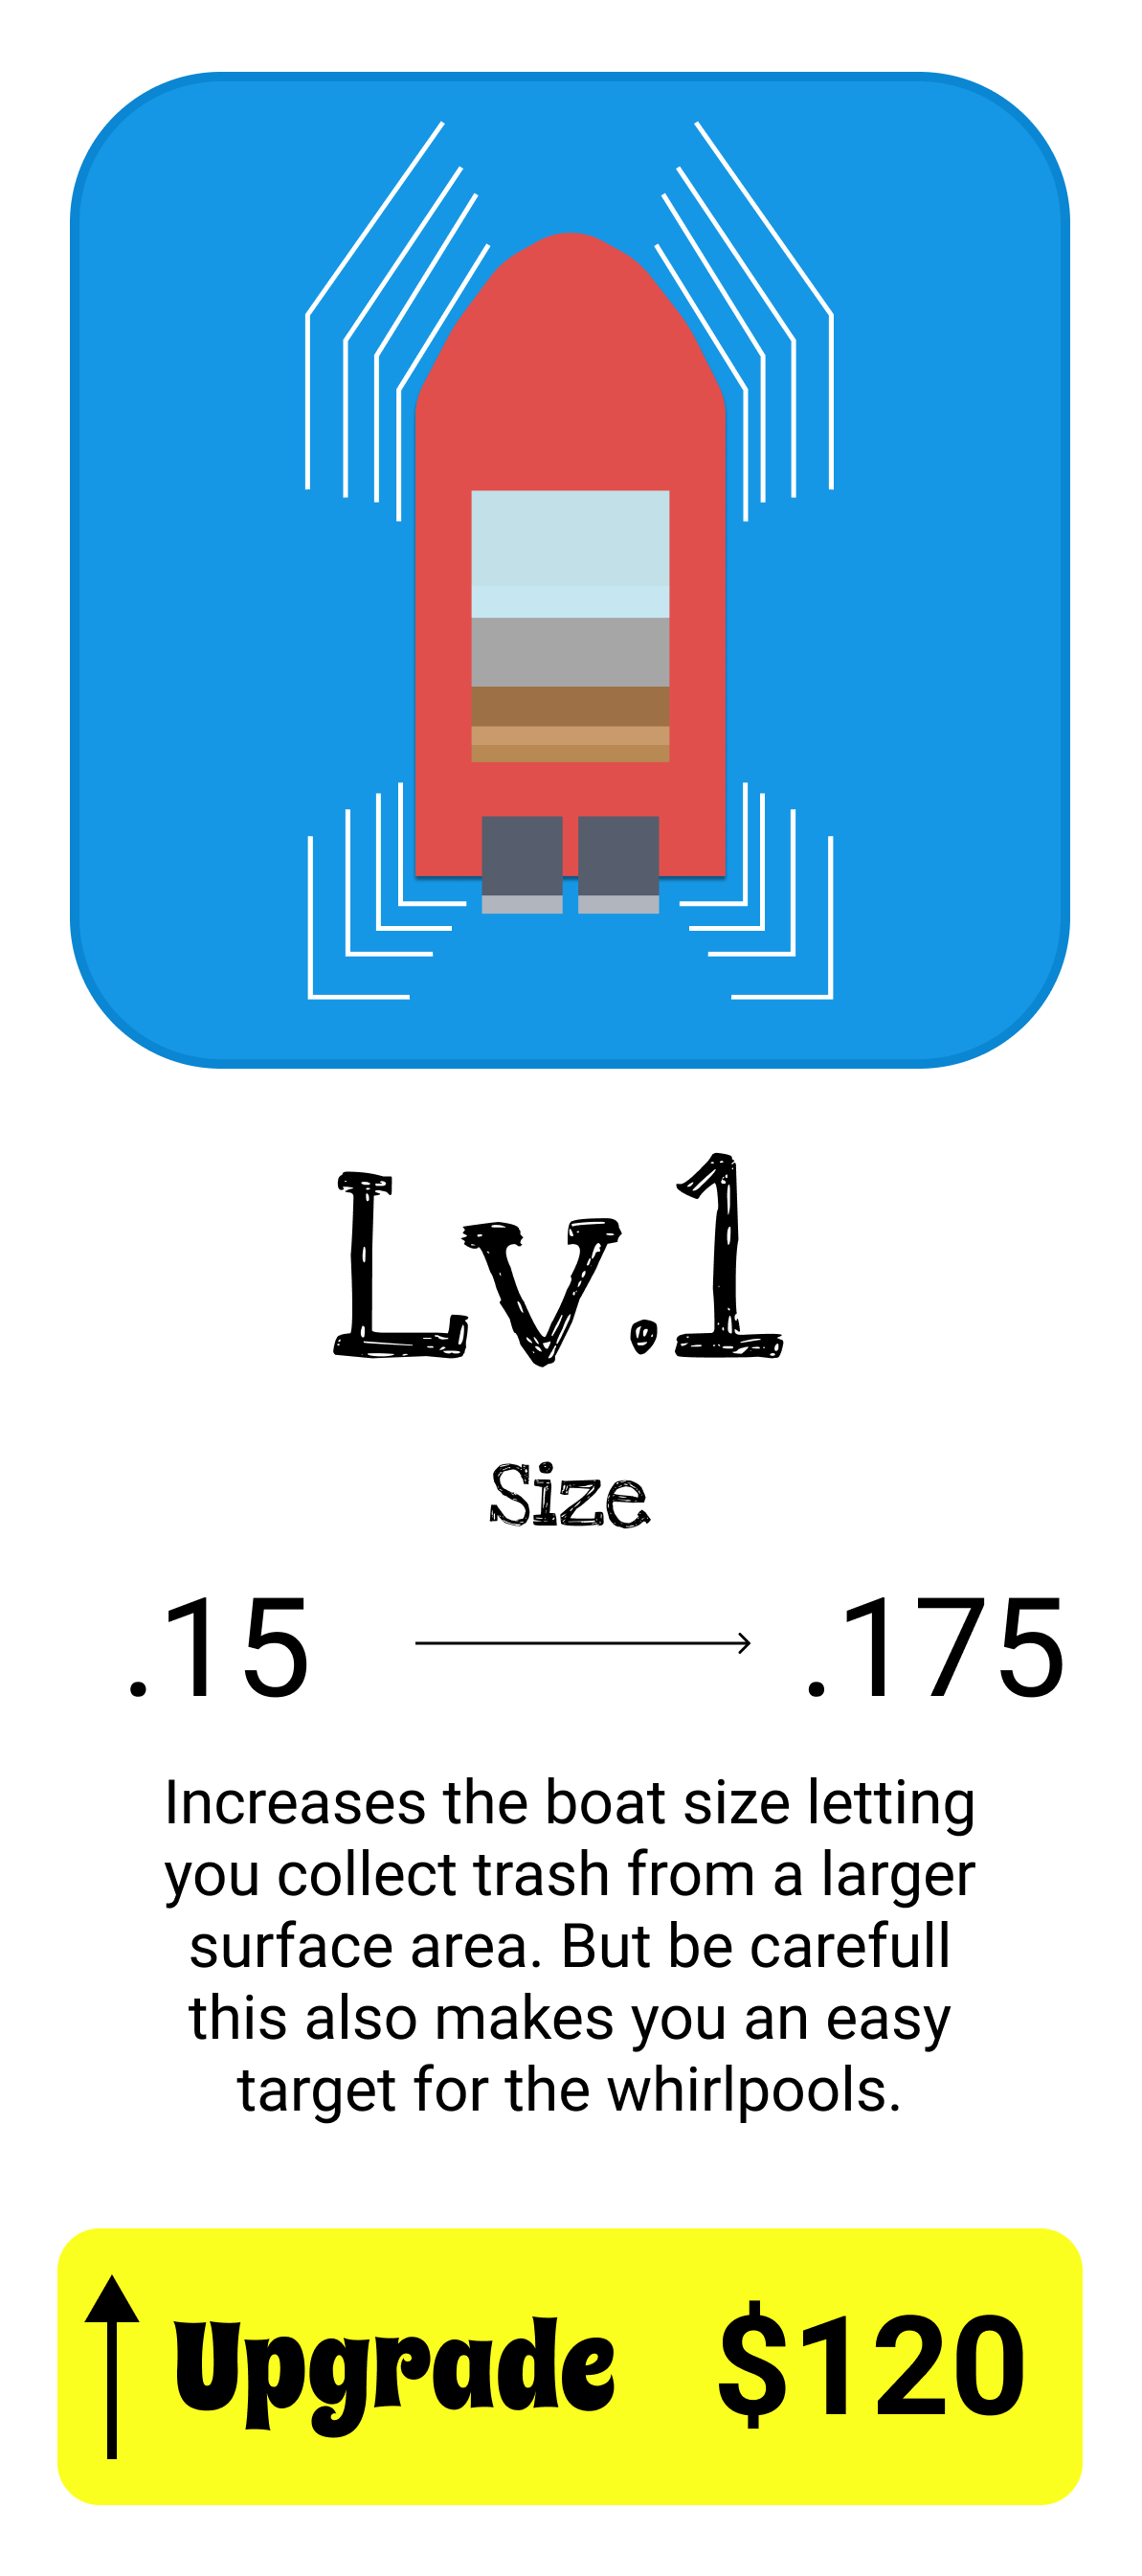 Lv.1
Size
.15 .175
Increases the boat size letting
you collect trash from a larger
surface area. But be carefull
this also makes you an easy
target for the whirlpools.
Upgrade $120